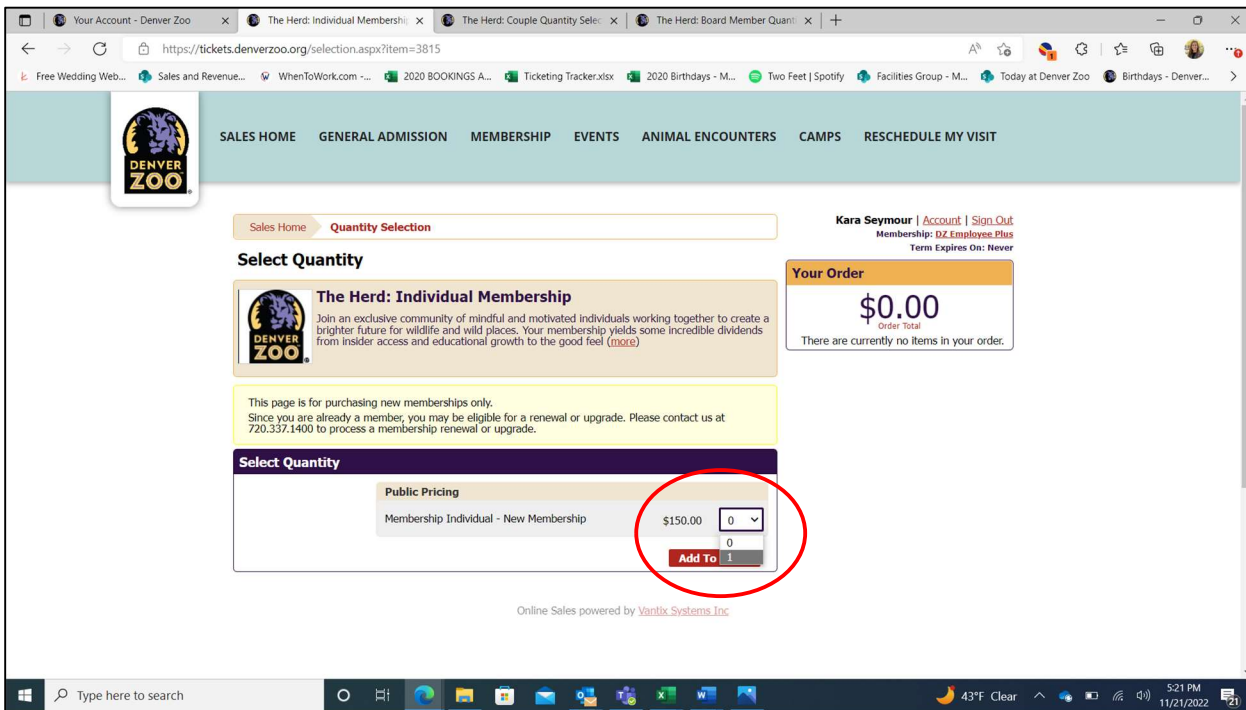 Your Account - Denver Zoo
The Herd: Individual Membership
The Herd: Couple Quantity Selec
The Herd: Board Member Quant
https://tickets.denverzoo.org/selection.aspx?item=3815
Free Wedding Web...
Sales and Revenue...
WhenToWork.com -...
2020 BOOKINGS A...
Ticketing Tracker.xlsx
2020 Birthdays - M...
Two Feet | Spotify
Facilities Group - M...
Today at Denver Zoo
Birthdays - Denver...
DENVER
ZOO
SALES HOME GENERAL ADMISSION MEMBERSHIP EVENTS ANIMAL ENCOUNTERS CAMPS RESCHEDULE MY VISIT
Sales Home Quantity Selection
Kara Seymour | Account | Sign Out
Membership: DZ Employee Plus
Term Expires On: Never
Select Quantity
DENVER
ZOO
The Herd: Individual Membership
Join an exclusive community of mindful and motivated individuals working together to create a
brighter future for wildlife and wild places. Your membership yields some incredible dividends
from insider access and educational growth to the good feel (more)
Your Order
$0.00
Order Total
There are currently no items in your order.
This page is for purchasing new memberships only.
Since you are already a member, you may be eligible for a renewal or upgrade. Please contact us at
720.337.1400 to process a membership renewal or upgrade.
Select Quantity
Public Pricing
Membership Individual - New Membership $150.00 0
0
1
Add To
Online Sales powered by Vantix Systems Inc
Type here to search
43°F Clear
5:21 PM
11/21/2022
21